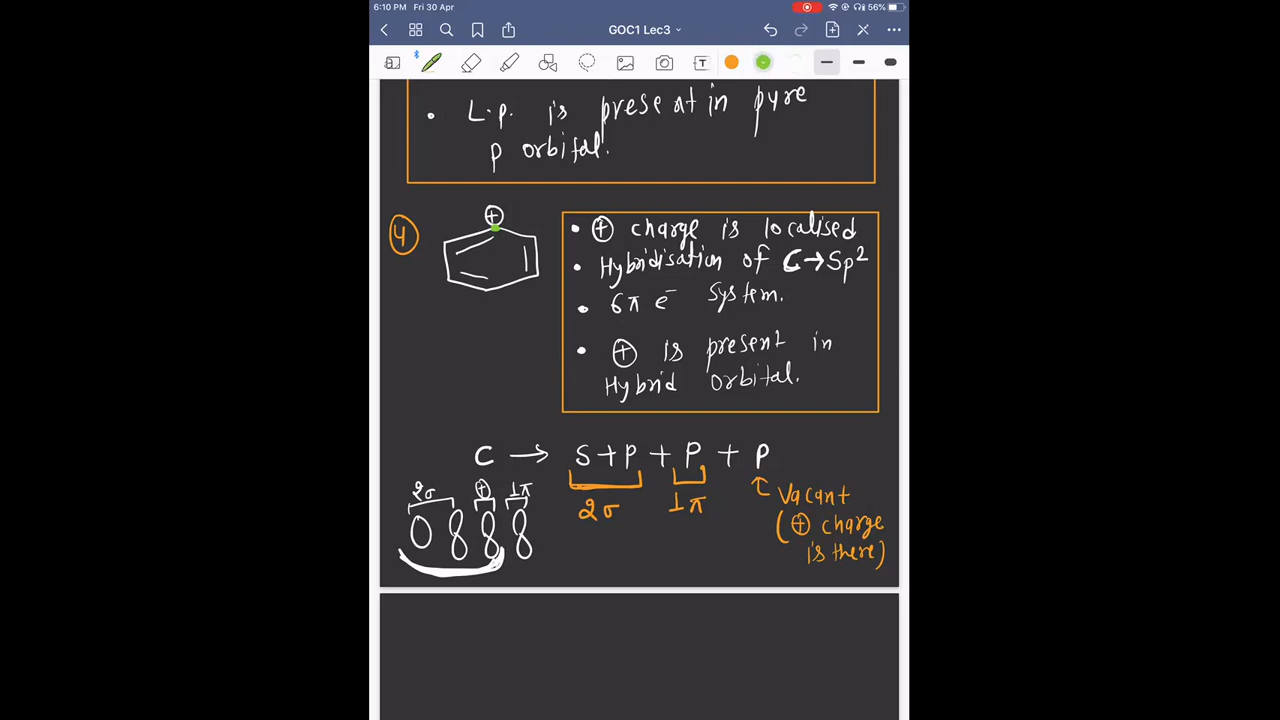 6:10 PM Fri 30 Apr 56%
GOC1 Lec3
• L.p. is present in pyre
p orbital.
4
⊕
• ⊕ charge is localised
• Hybridisation of C→Sp²
• 6π e⁻ system.
• ⊕ is present in
Hybrid orbital.
C → S+P + P + P
2σ ⊕ 1π
2σ 1π Vacant
(⊕ charge
is there)